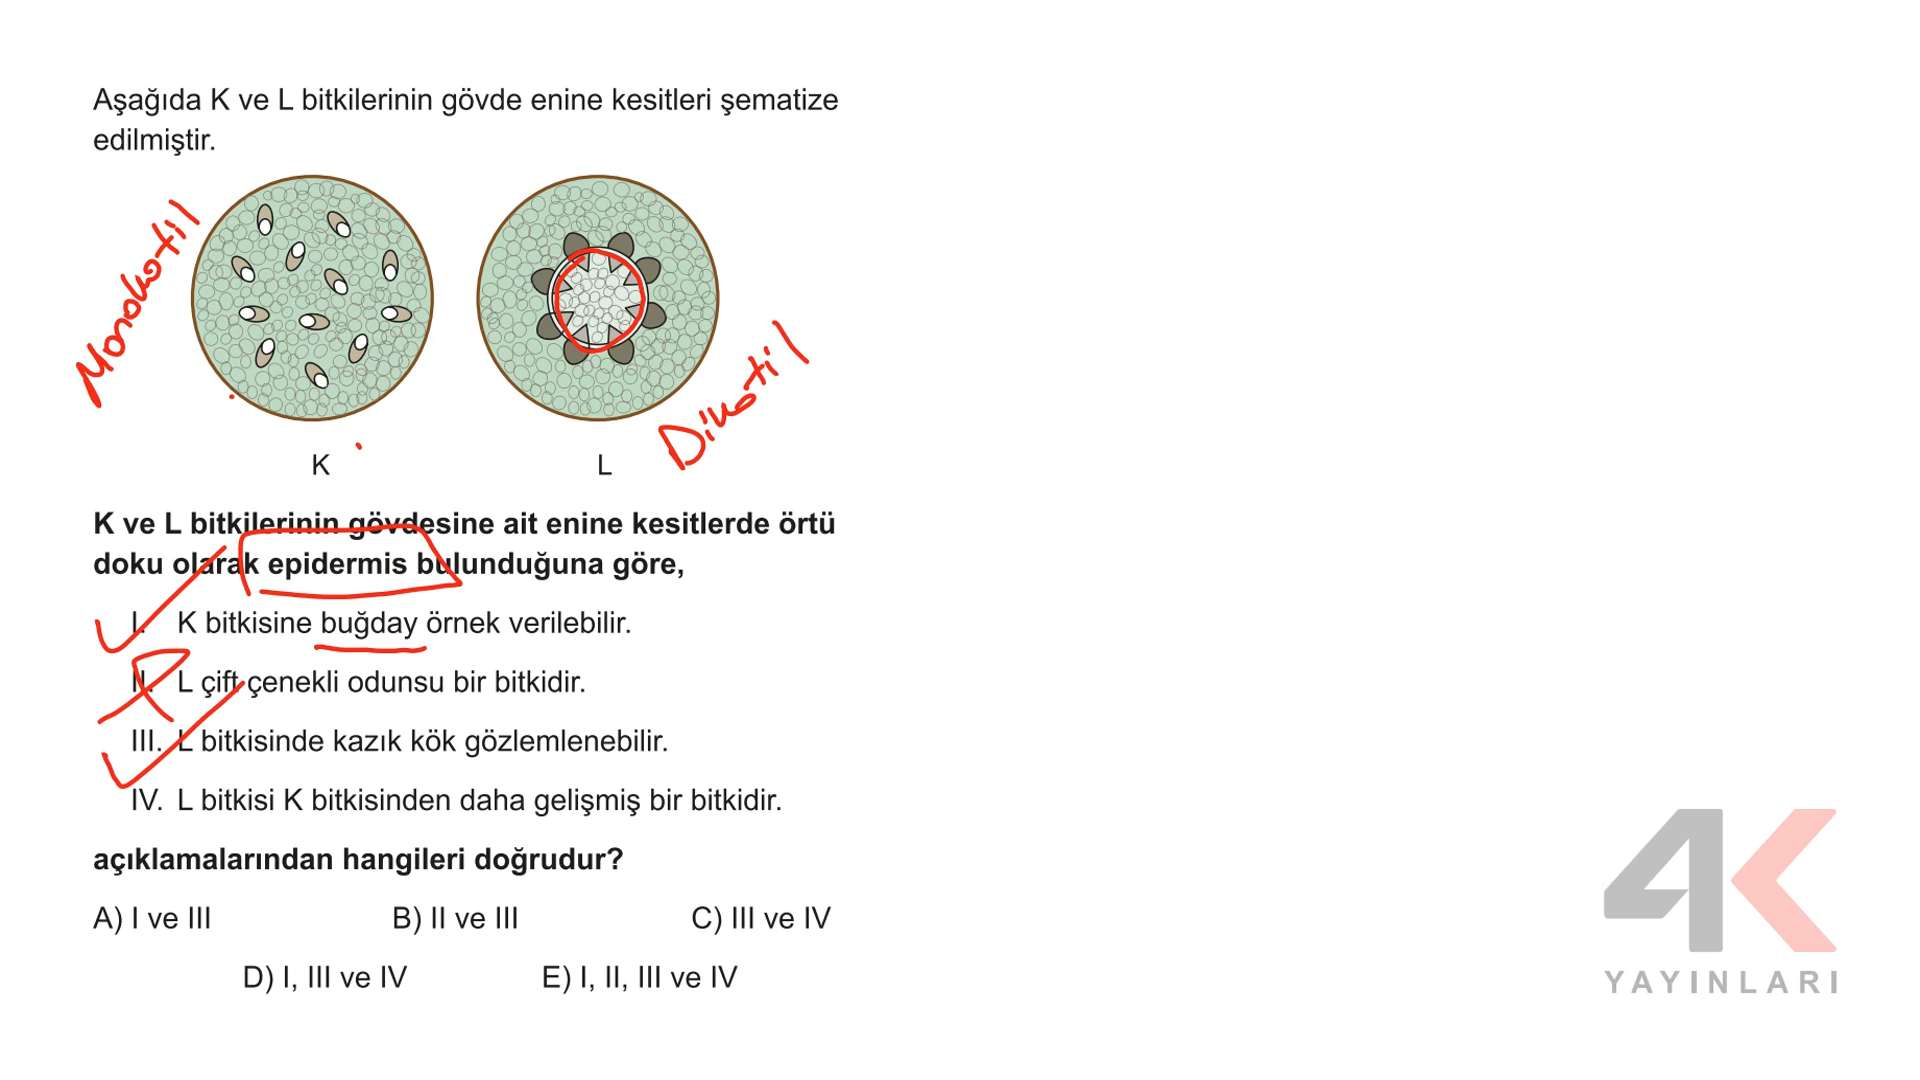 Aşağıda K ve L bitkilerinin gövde enine kesitleri şematize
edilmiştir.
Monokotil
Dikotil
K
L
K ve L bitkilerinin gövdesine ait enine kesitlerde örtü
doku olarak epidermis bulunduğuna göre,
I. K bitkisine buğday örnek verilebilir.
II. L çift çenekli odunsu bir bitkidir.
III. L bitkisinde kazık kök gözlemlenebilir.
IV. L bitkisi K bitkisinden daha gelişmiş bir bitkidir.
açıklamalarından hangileri doğrudur?
A) I ve III
B) II ve III
C) III ve IV
D) I, III ve IV
E) I, II, III ve IV
4K
YAYINLARI